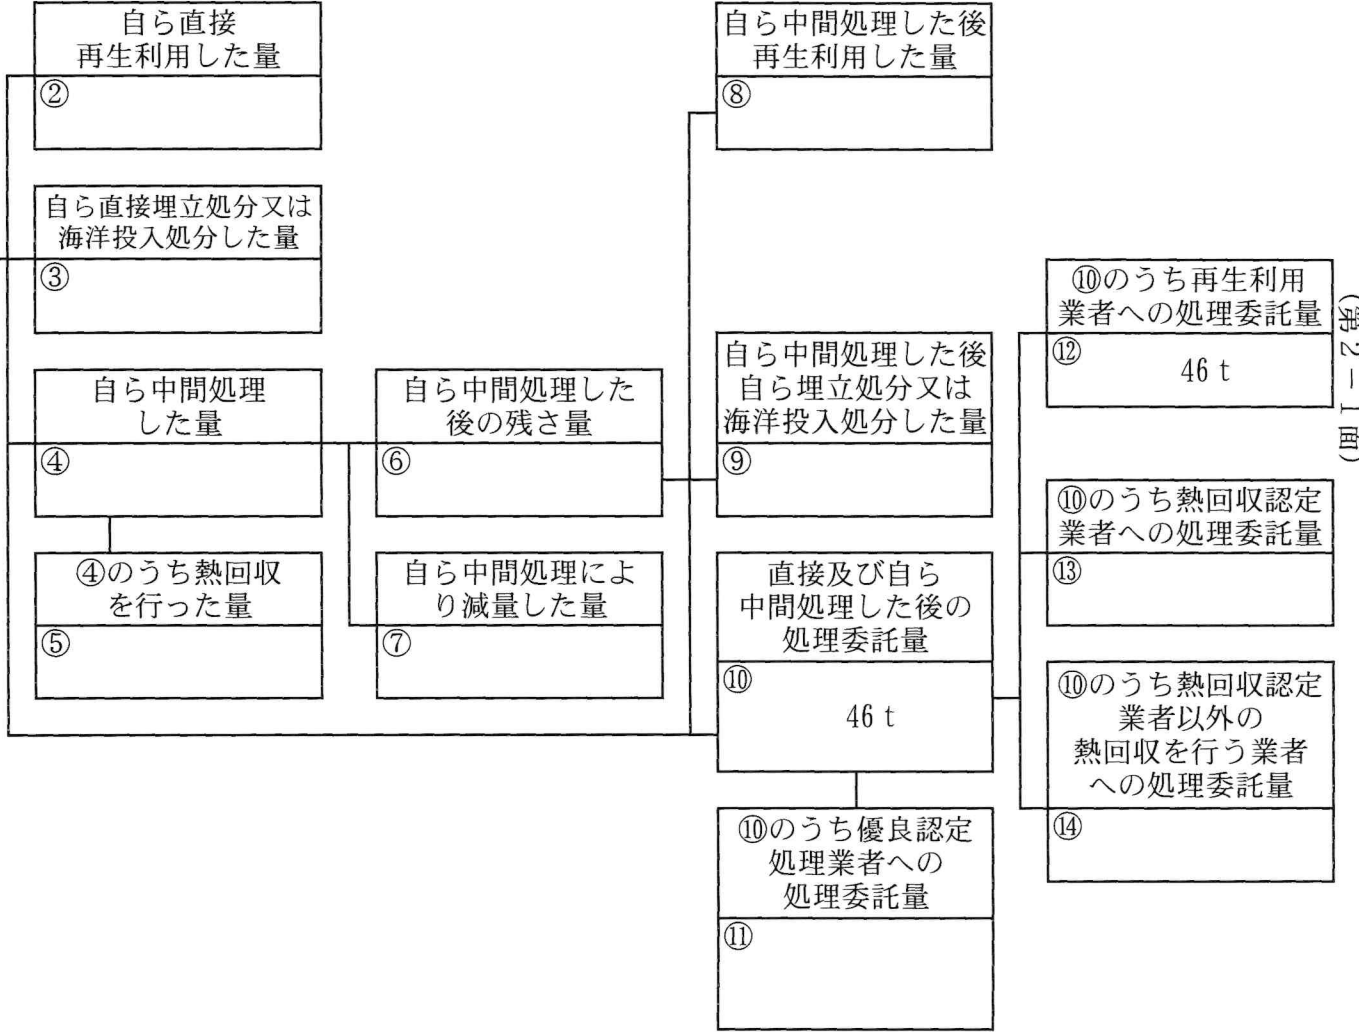 自ら直接
再生利用した量
②
自ら直接埋立処分又は
海洋投入処分した量
③
自ら中間処理
した量
④
④のうち熱回収
を行った量
⑤
自ら中間処理した
後の残さ量
⑥
自ら中間処理によ
り減量した量
⑦
自ら中間処理した後
再生利用した量
⑧
自ら中間処理した後
自ら埋立処分又は
海洋投入処分した量
⑨
直接及び自ら
中間処理した後の
処理委託量
⑩
46 t
⑩のうち優良認定
処理業者への
処理委託量
⑪
⑩のうち再生利用
業者への処理委託量
⑫
46 t
⑩のうち熱回収認定
業者への処理委託量
⑬
⑩のうち熱回収認定
業者以外の
熱回収を行う業者
への処理委託量
⑭
(第2-1面)